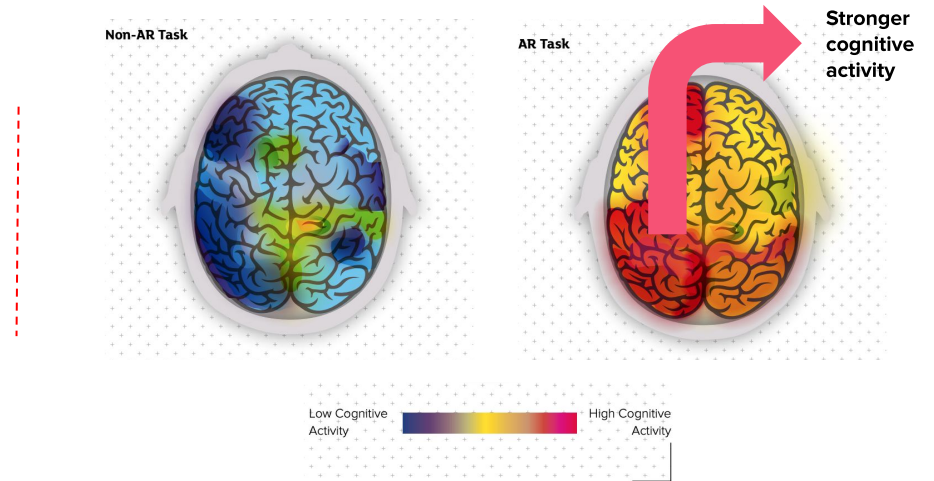 Non-AR Task
AR Task
Stronger
cognitive
activity
Low Cognitive
Activity
High Cognitive
Activity